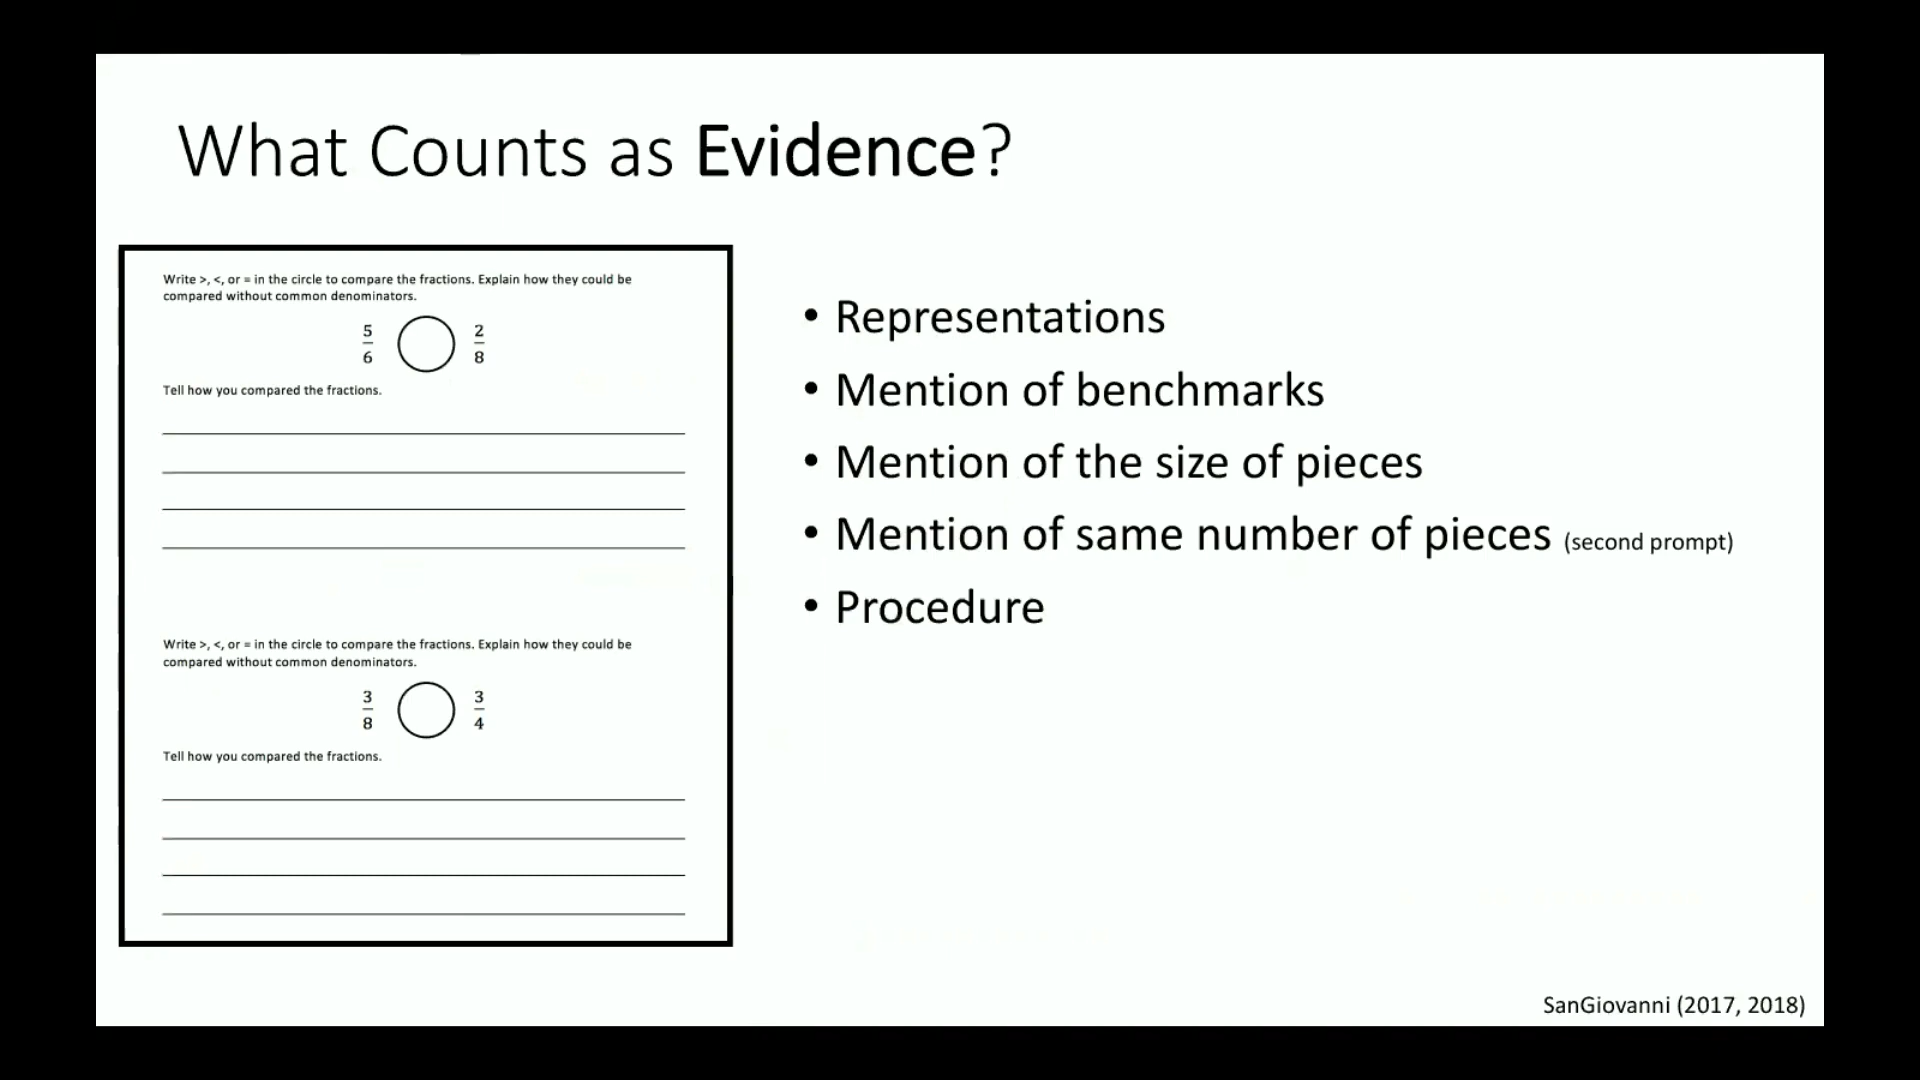 What Counts as Evidence?
Write >, <, or = in the circle to compare the fractions. Explain how they could be
compared without common denominators.
5/6 2/8
Tell how you compared the fractions.
Write >, <, or = in the circle to compare the fractions. Explain how they could be
compared without common denominators.
3/8 3/4
Tell how you compared the fractions.
• Representations
• Mention of benchmarks
• Mention of the size of pieces
• Mention of same number of pieces (second prompt)
• Procedure
SanGiovanni (2017, 2018)